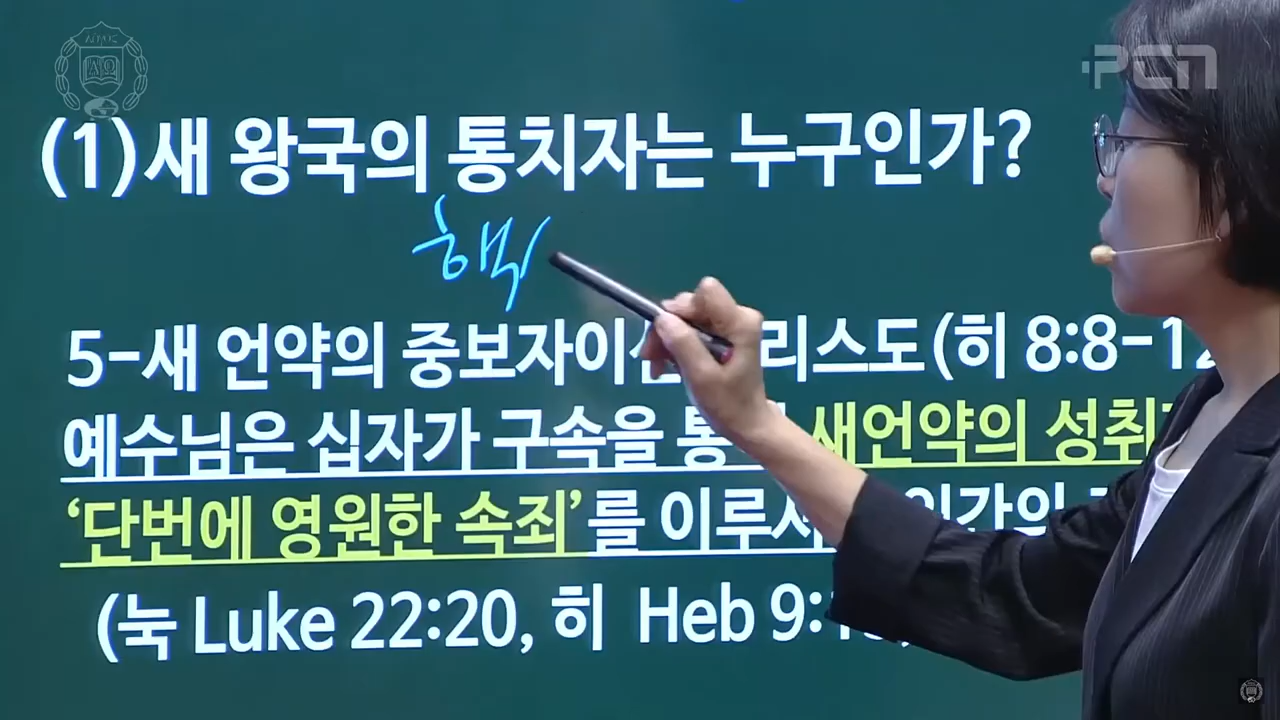 PCN
(1)새 왕국의 통치자는 누구인가?
5-새 언약의 중보자이신 리스도(히 8:8-12
예수님은 십자가 구속을 통 새언약의 성취
‘단번에 영원한 속죄’를 이루 인간의
(눅 Luke 22:20, 히 Heb 9: